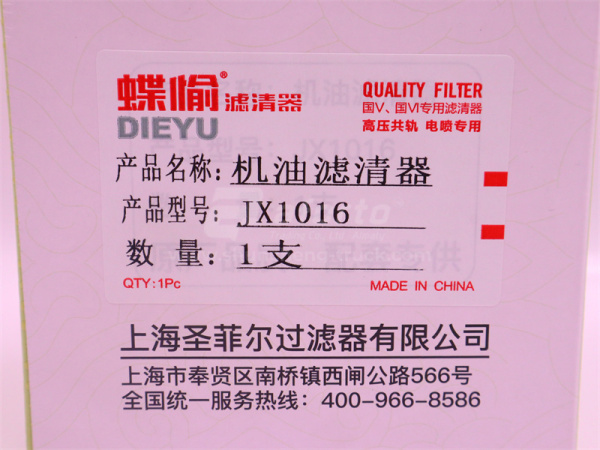 蝶愉® 滤清器
DIEYU
QUALITY FILTER
国Ⅴ、国Ⅵ专用滤清器
高压共轨 电喷专用
产品名称: 机油滤清器
产品型号: JX1016
数量: 1支
QTY: 1Pc
MADE IN CHINA
上海圣菲尔过滤器有限公司
上海市奉贤区南桥镇西闸公路566号
全国统一服务热线: 400-966-8586